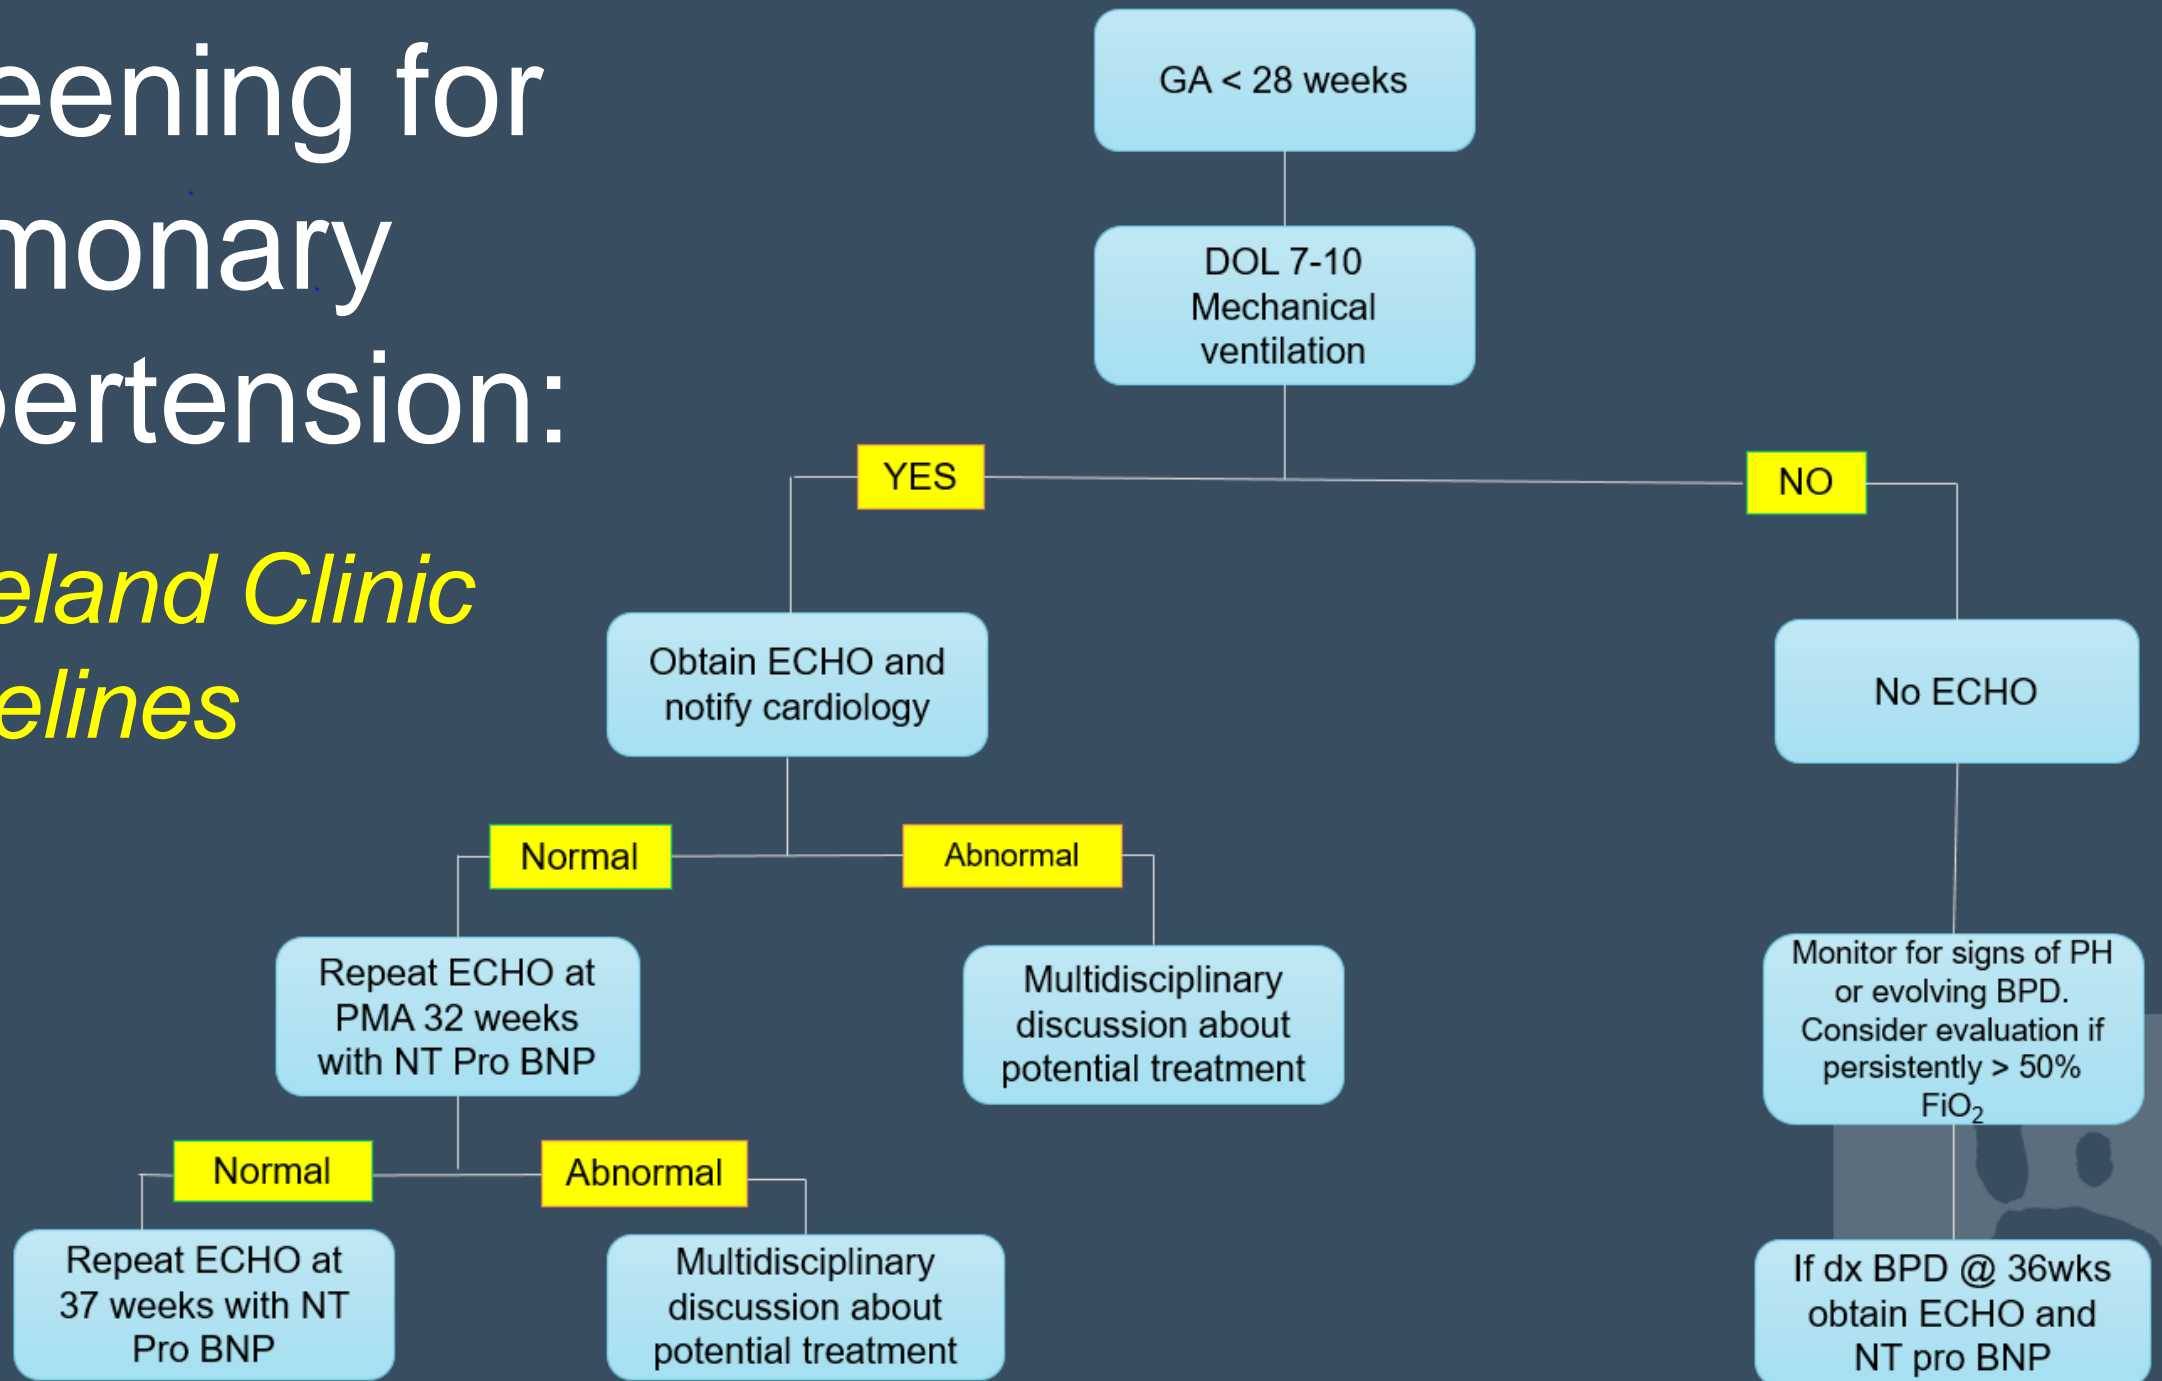 eening for
monary
pertension:
eland Clinic
elines
GA < 28 weeks
DOL 7-10
Mechanical
ventilation
YES
NO
Obtain ECHO and
notify cardiology
No ECHO
Normal
Abnormal
Repeat ECHO at
PMA 32 weeks
with NT Pro BNP
Multidisciplinary
discussion about
potential treatment
Monitor for signs of PH
or evolving BPD.
Consider evaluation if
persistently > 50%
FiO₂
Normal
Abnormal
Repeat ECHO at
37 weeks with NT
Pro BNP
Multidisciplinary
discussion about
potential treatment
If dx BPD @ 36wks
obtain ECHO and
NT pro BNP